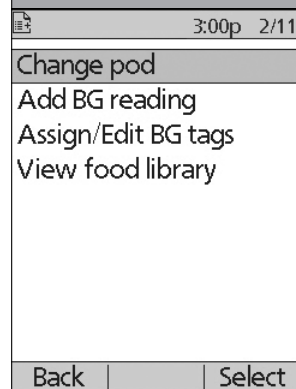 3:00p 2/11
Change pod
Add BG reading
Assign/Edit BG tags
View food library
Back Select